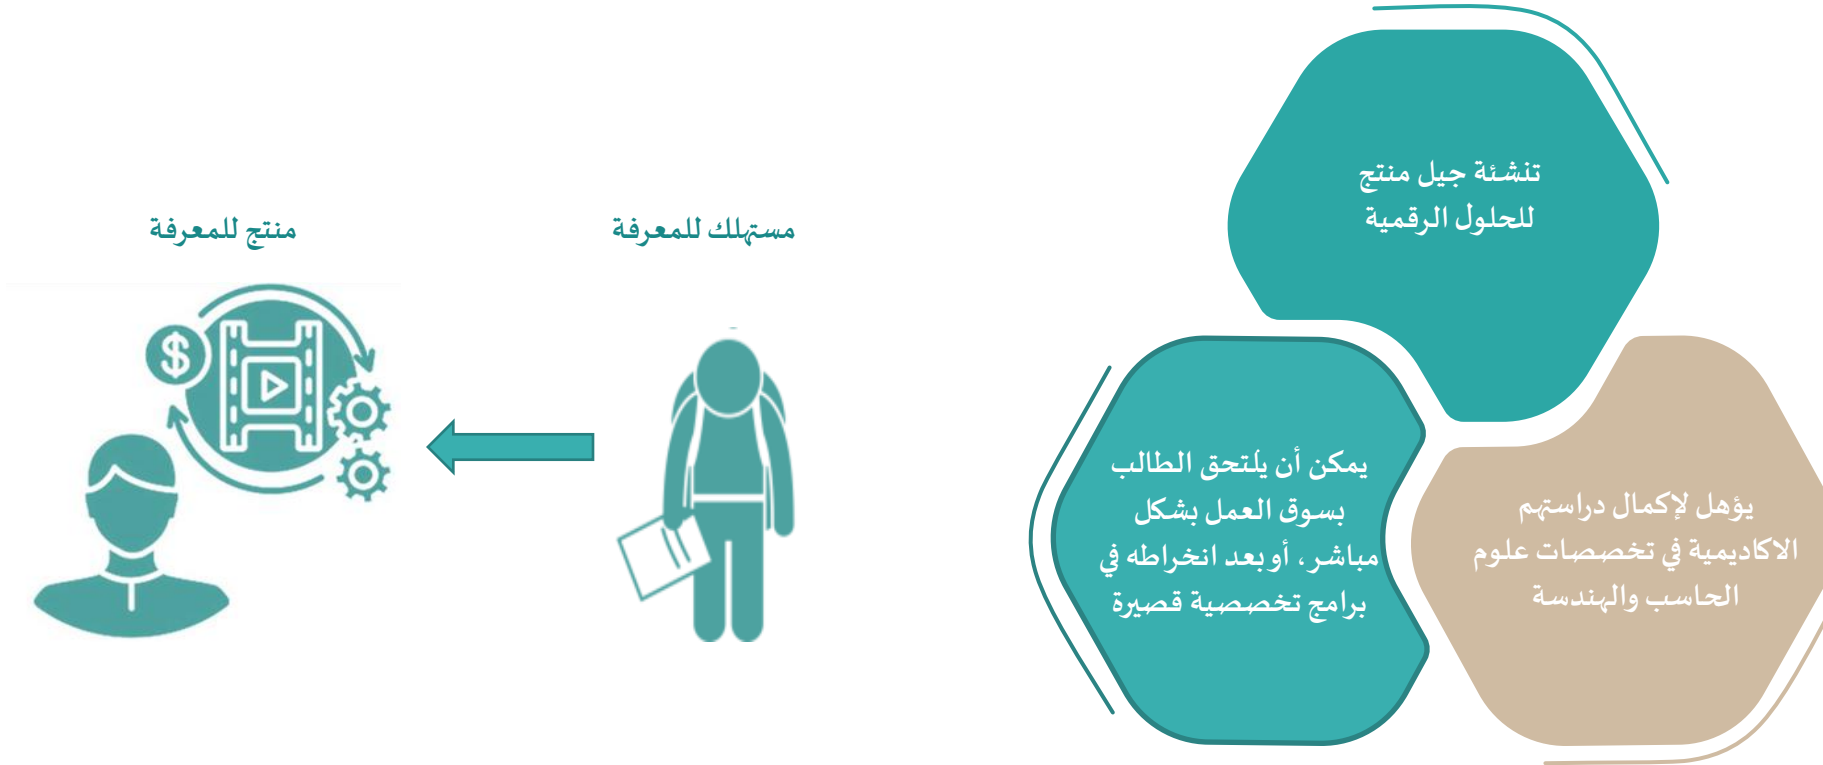 تنشئة جيل منتج
للحلول الرقمية
يؤهل لإكمال دراستهم
الاكاديمية في تخصصات علوم
الحاسب والهندسة
يمكن أن يلتحق الطالب
بسوق العمل بشكل
مباشر، أو بعد انخراطه في
برامج تخصصية قصيرة
مستهلك للمعرفة
منتج للمعرفة
$